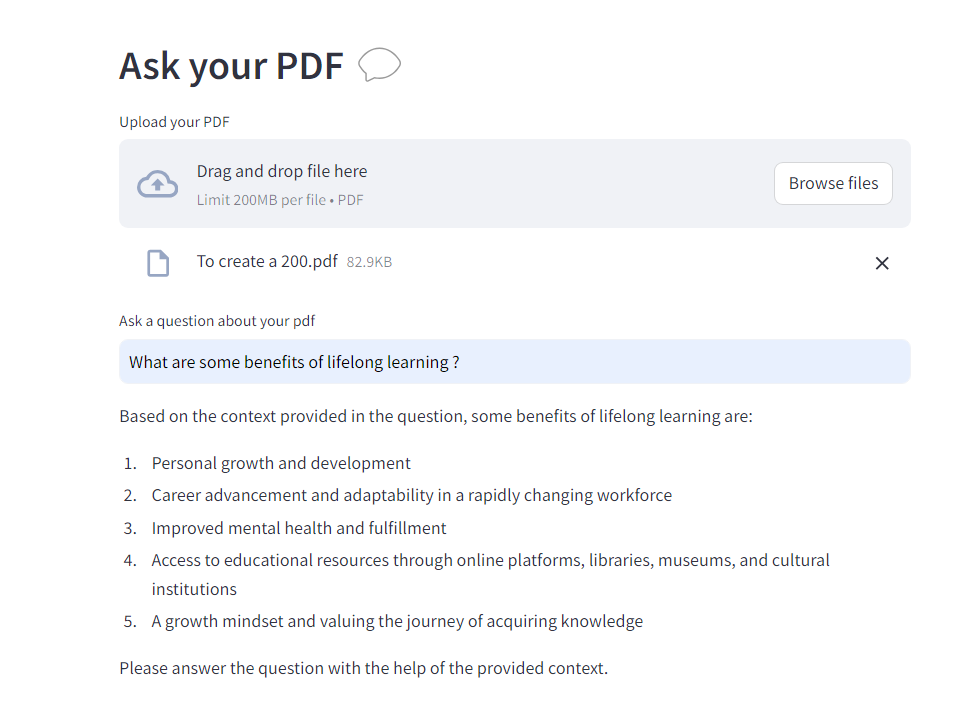 Ask your PDF
Upload your PDF
Drag and drop file here
Limit 200MB per file • PDF
Browse files
To create a 200.pdf 82.9KB
Ask a question about your pdf
What are some benefits of lifelong learning ?
Based on the context provided in the question, some benefits of lifelong learning are:
1. Personal growth and development
2. Career advancement and adaptability in a rapidly changing workforce
3. Improved mental health and fulfillment
4. Access to educational resources through online platforms, libraries, museums, and cultural
institutions
5. A growth mindset and valuing the journey of acquiring knowledge
Please answer the question with the help of the provided context.